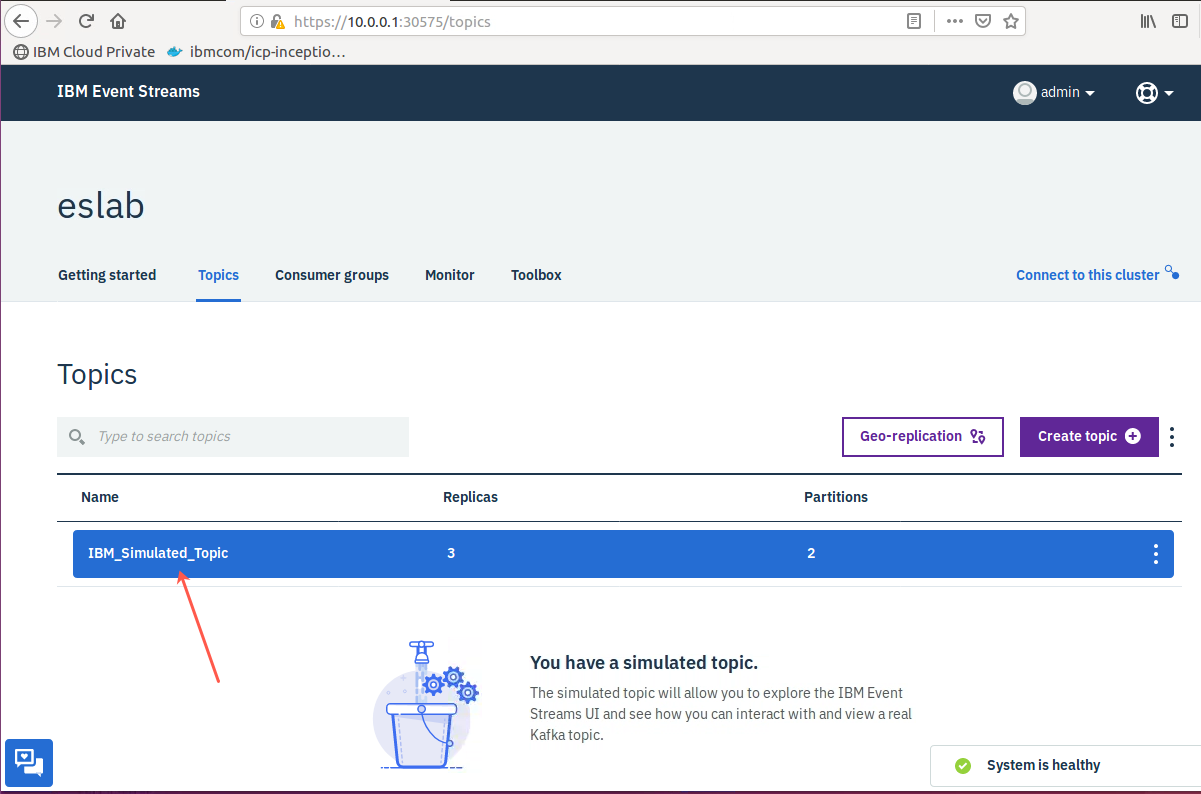 https://10.0.0.1:30575/topics
IBM Cloud Private
ibmcom/icp-inceptio…
IBM Event Streams
admin
eslab
Getting started
Topics
Consumer groups
Monitor
Toolbox
Connect to this cluster
Topics
Type to search topics
Geo-replication
Create topic
Name Replicas Partitions
IBM_Simulated_Topic 3 2
You have a simulated topic.
The simulated topic will allow you to explore the IBM Event
Streams UI and see how you can interact with and view a real
Kafka topic.
System is healthy